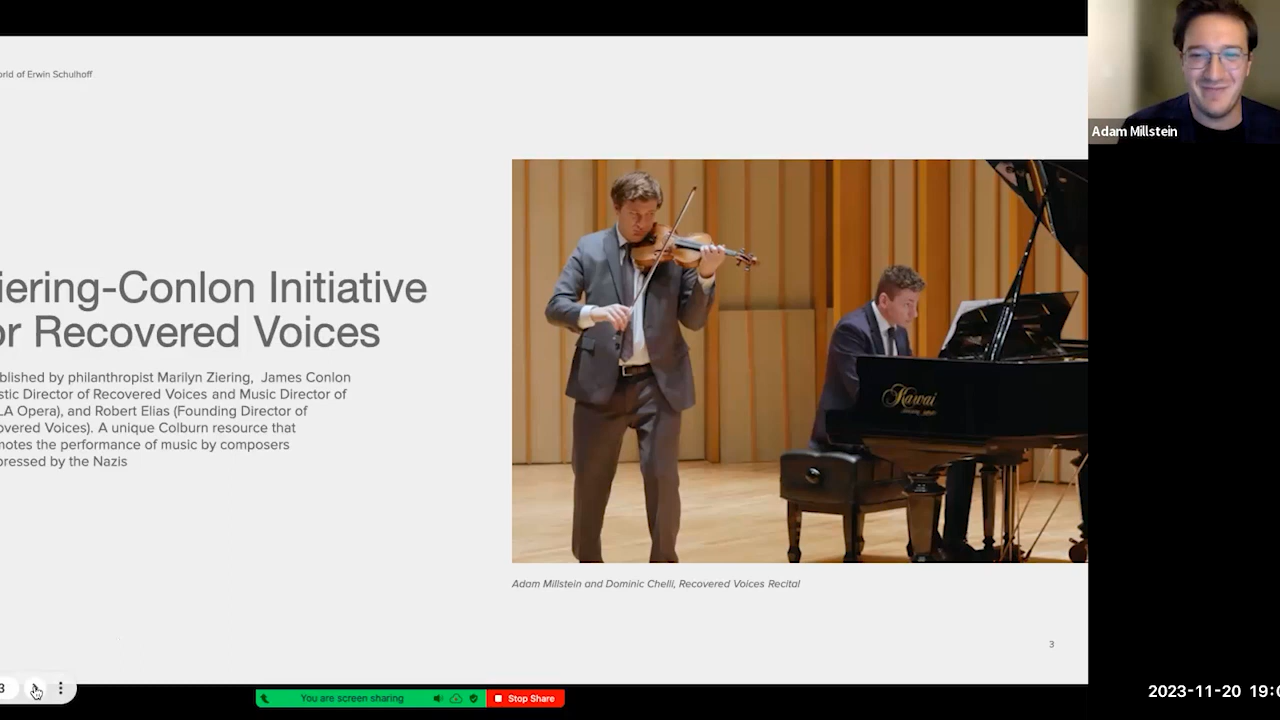 orld of Erwin Schulhoff
Adam Millstein
iering-Conlon Initiative
or Recovered Voices
blished by philanthropist Marilyn Ziering, James Conlon
stic Director of Recovered Voices and Music Director of
LA Opera), and Robert Elias (Founding Director of
overed Voices). A unique Colburn resource that
motes the performance of music by composers
pressed by the Nazis
Kawai
Adam Millstein and Dominic Chelli, Recovered Voices Recital
3
3
You are screen sharing
Stop Share
2023-11-20 19:0